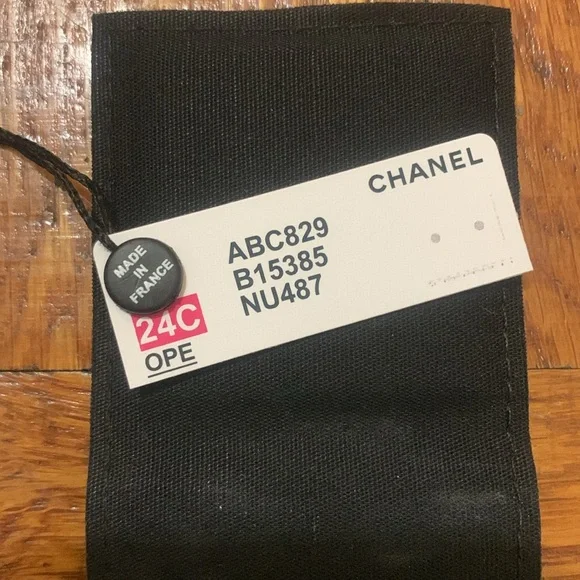 CHANEL
ABC829
B15385
NU487
MADE
IN
FRANCE
24C
OPE